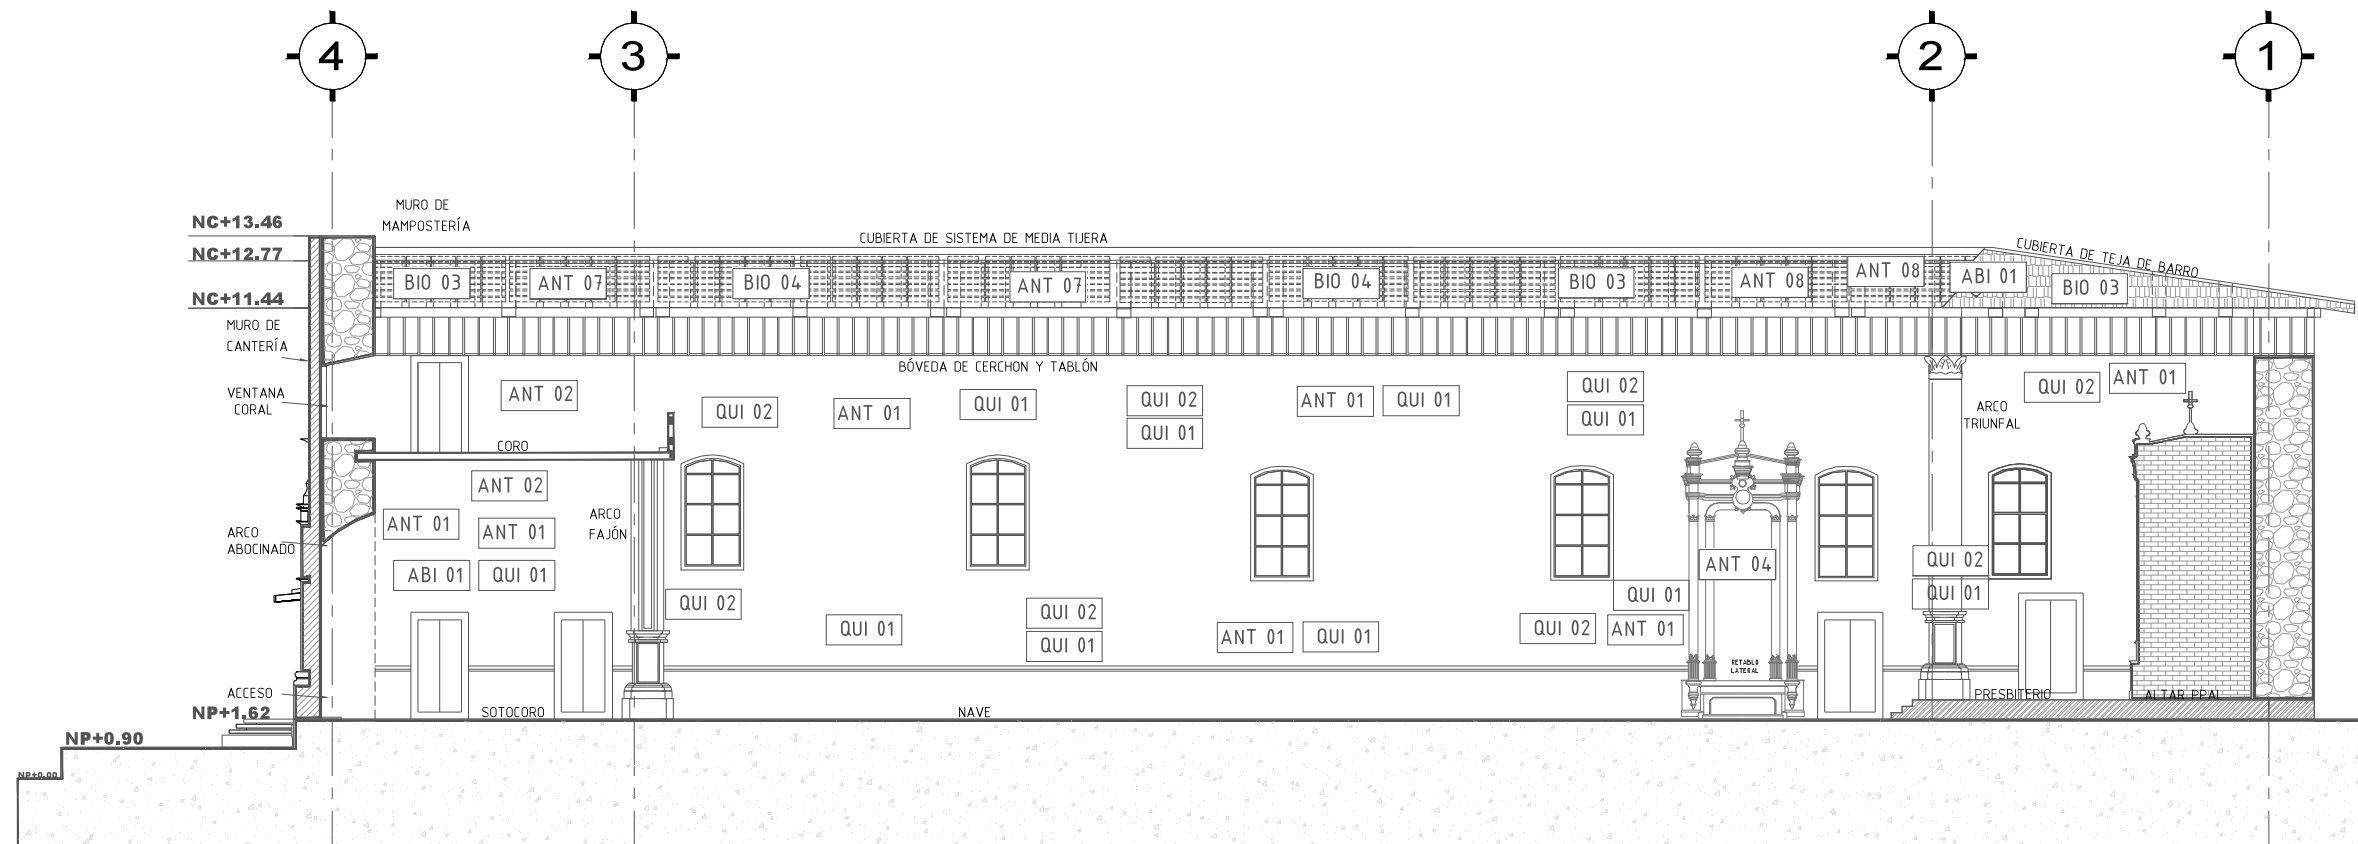 4
3
2
1
MURO DE
MAMPOSTERÍA
NC+13.46
NC+12.77
NC+11.44
CUBIERTA DE SISTEMA DE MEDIA TIJERA
CUBIERTA DE TEJA DE BARRO
BIO 03
ANT 07
BIO 04
ANT 07
BIO 04
BIO 03
ANT 08
ANT 08
ABI 01
BIO 03
MURO DE
CANTERÍA
BÓVEDA DE CERCHON Y TABLÓN
VENTANA
CORAL
ANT 02
QUI 02
ANT 01
QUI 01
QUI 02
QUI 01
ANT 01
QUI 01
QUI 02
QUI 01
QUI 02
ANT 01
ARCO
TRIUNFAL
CORO
ANT 02
ANT 01
ANT 01
ARCO
FAJÓN
ARCO
ABOCINADO
ABI 01
QUI 01
QUI 02
QUI 01
QUI 02
QUI 01
ANT 01
QUI 01
QUI 02
ANT 01
QUI 01
ANT 04
QUI 02
QUI 01
RETABLO
LATERAL
ACCESO
NP+1.62
SOTOCORO
NAVE
PRESBITERIO
ALTAR PPAL
NP+0.90
NP+0.00